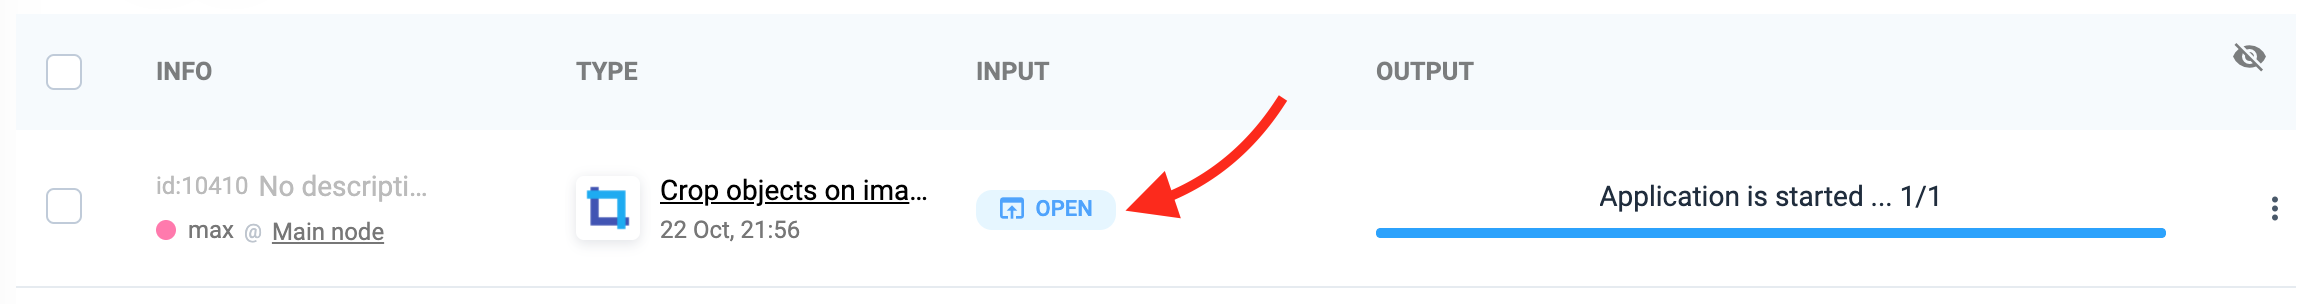 INFO TYPE INPUT OUTPUT
id:10410 No descripti...
max @ Main node
Crop objects on ima...
22 Oct, 21:56
OPEN
Application is started ... 1/1